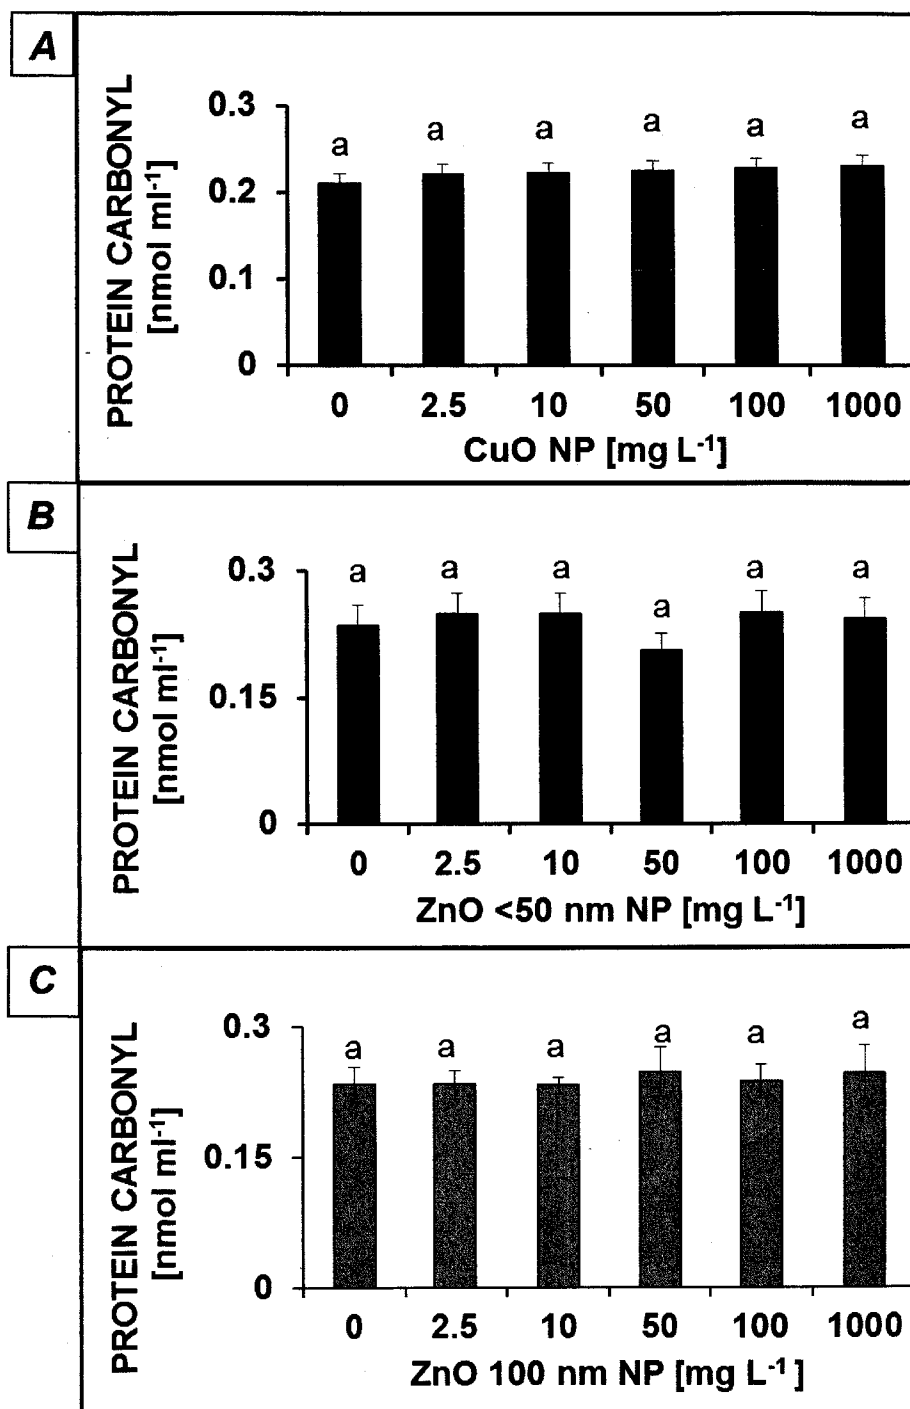 A
PROTEIN CARBONYL
[nmol ml-1]
0.3
0.2
0.1
0
a a a a a a
0 2.5 10 50 100 1000
CuO NP [mg L-1]
B
PROTEIN CARBONYL
[nmol ml-1]
0.3
0.15
0
a a a a a a
0 2.5 10 50 100 1000
ZnO <50 nm NP [mg L-1]
C
PROTEIN CARBONYL
[nmol ml-1]
0.3
0.15
0
a a a a a a
0 2.5 10 50 100 1000
ZnO 100 nm NP [mg L-1]